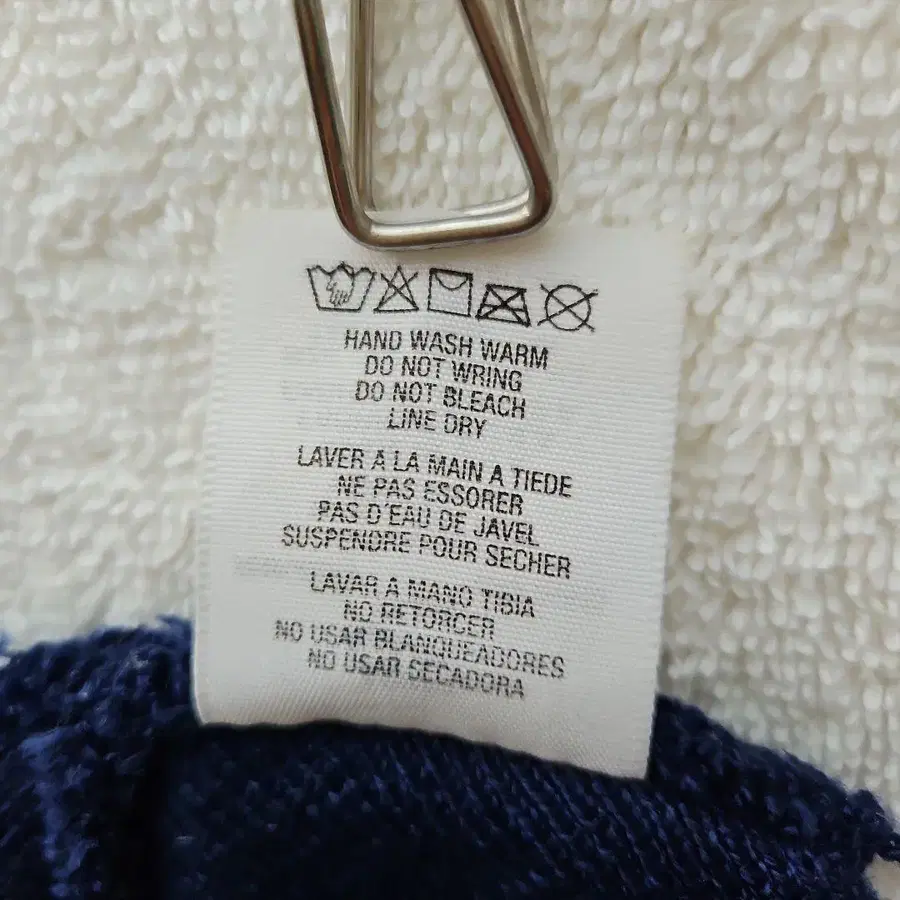 HAND WASH WARM
DO NOT WRING
DO NOT BLEACH
LINE DRY
LAVER A LA MAIN A TIEDE
NE PAS ESSORER
PAS D'EAU DE JAVEL
SUSPENDRE POUR SECHER
LAVAR A MANO TIBIA
NO RETORCER
NO USAR BLANQUEADORES
NO USAR SECADORA